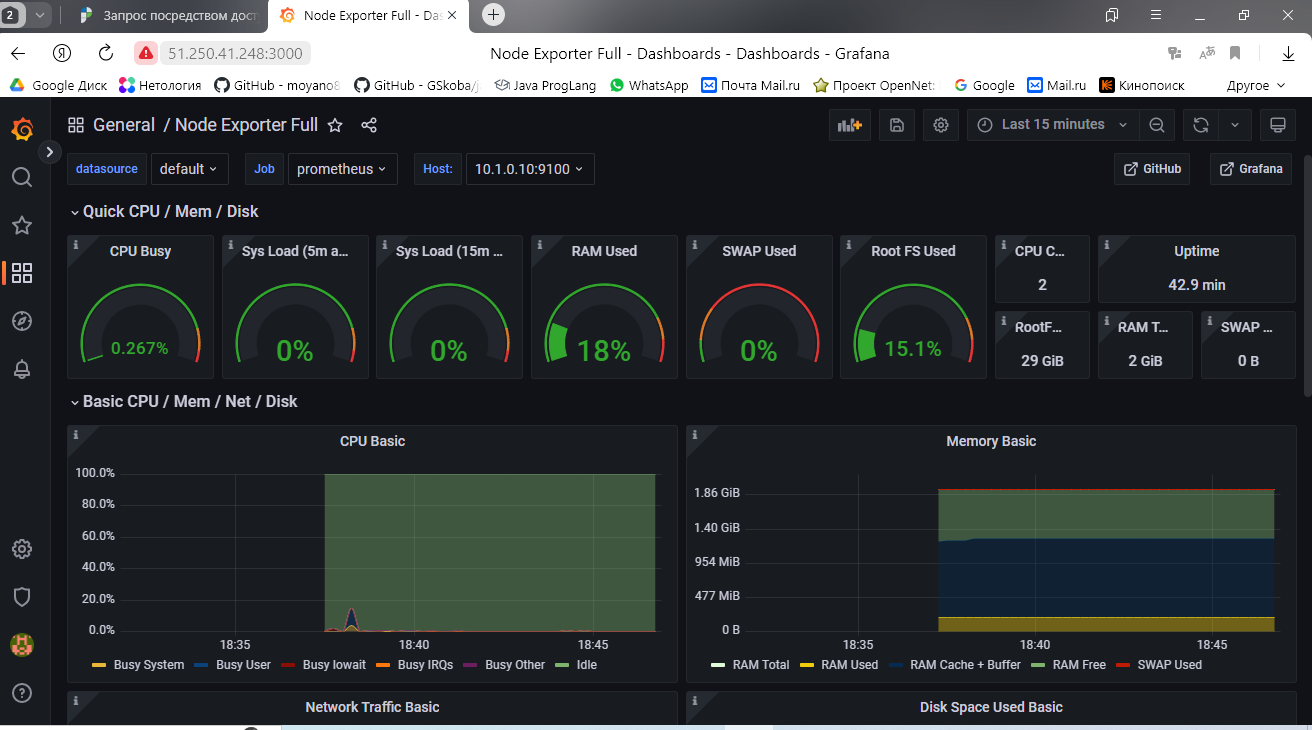 2 Запрос посредством дост Node Exporter Full - Das
51.250.41.248:3000 Node Exporter Full - Dashboards - Dashboards - Grafana
Google Диск Нетология GitHub - moyano8 GitHub - GSkoba/j Java ProgLang WhatsApp Почта Mail.ru Проект OpenNet: Google Mail.ru Кинопоиск Другое
General / Node Exporter Full Last 15 minutes
datasource default Job prometheus Host: 10.1.0.10:9100 GitHub Grafana
Quick CPU / Mem / Disk
CPU Busy Sys Load (5m a... Sys Load (15m ... RAM Used SWAP Used Root FS Used CPU C... Uptime
2 42.9 min
RootF... RAM T... SWAP ...
0.267% 0% 0% 18% 0% 15.1% 29 GiB 2 GiB 0 B
Basic CPU / Mem / Net / Disk
CPU Basic
100.0%
80.0%
60.0%
40.0%
20.0%
0.0%
18:35 18:40 18:45
Busy System Busy User Busy Iowait Busy IRQs Busy Other Idle
Memory Basic
1.86 GiB
1.40 GiB
954 MiB
477 MiB
0 B
18:35 18:40 18:45
RAM Total RAM Used RAM Cache + Buffer RAM Free SWAP Used
Network Traffic Basic Disk Space Used Basic